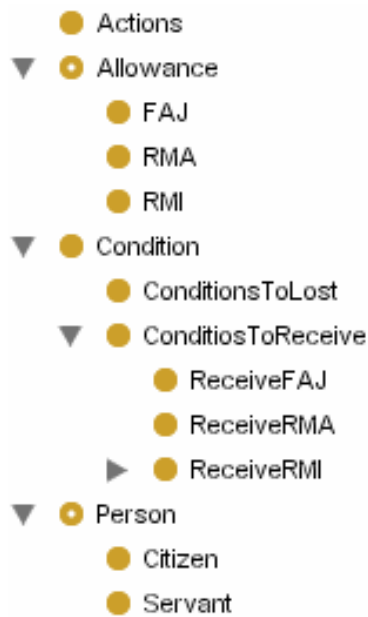 Actions
Allowance
FAJ
RMA
RMI
Condition
ConditionsToLost
ConditiosToReceive
ReceiveFAJ
ReceiveRMA
ReceiveRMI
Person
Citizen
Servant